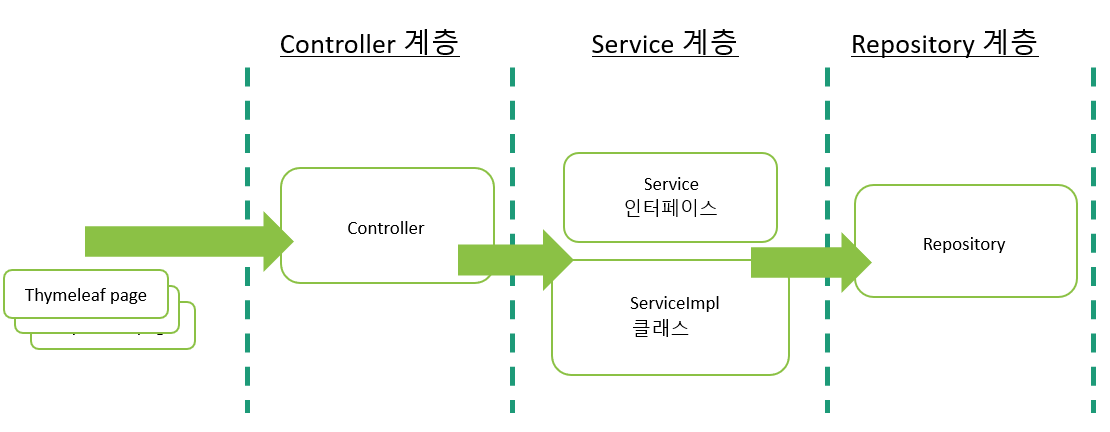 Controller 계층
Service 계층
Repository 계층
Controller
Service
인터페이스
Repository
Thymeleaf page
ServiceImpl
클래스